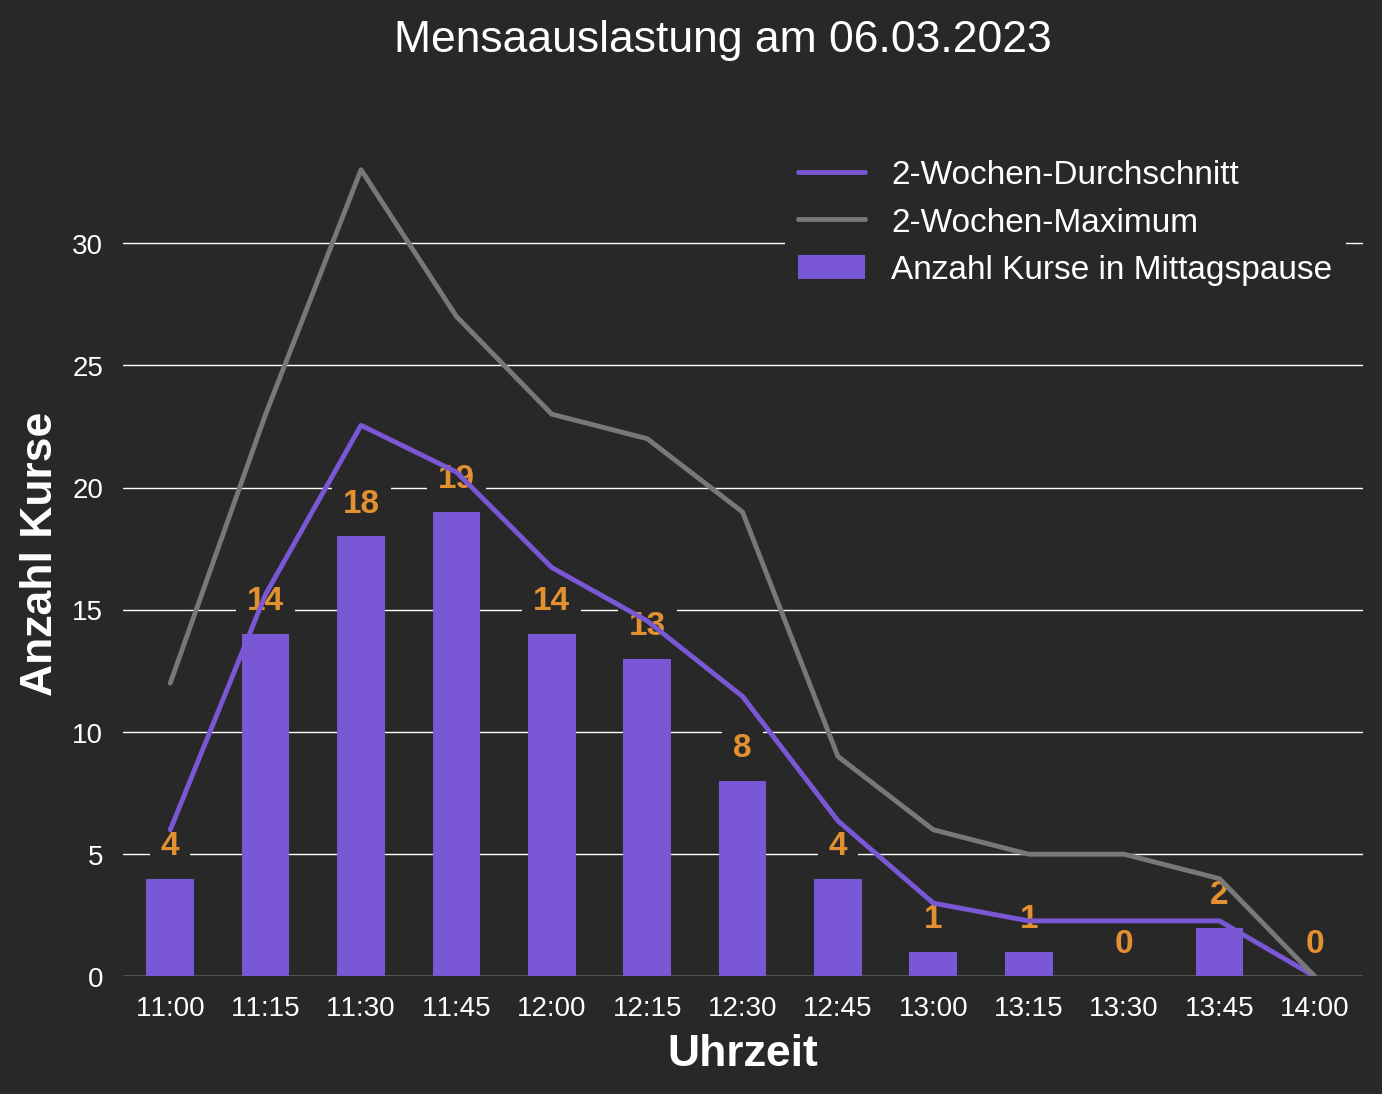 Mensaauslastung am 06.03.2023
2-Wochen-Durchschnitt
2-Wochen-Maximum
Anzahl Kurse in Mittagspause
Anzahl Kurse
30
25
20
15
10
5
0
4
14
18
19
14
13
8
4
1
1
0
2
0
11:00 11:15 11:30 11:45 12:00 12:15 12:30 12:45 13:00 13:15 13:30 13:45 14:00
Uhrzeit